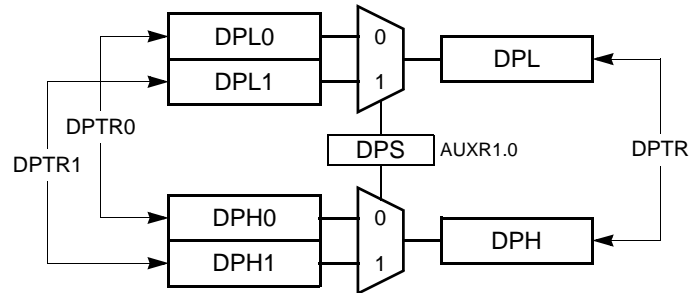 DPL0
0
DPL
DPL1
1
DPTR0
DPTR1
DPS
AUXR1.0
DPTR
DPH0
0
DPH
DPH1
1